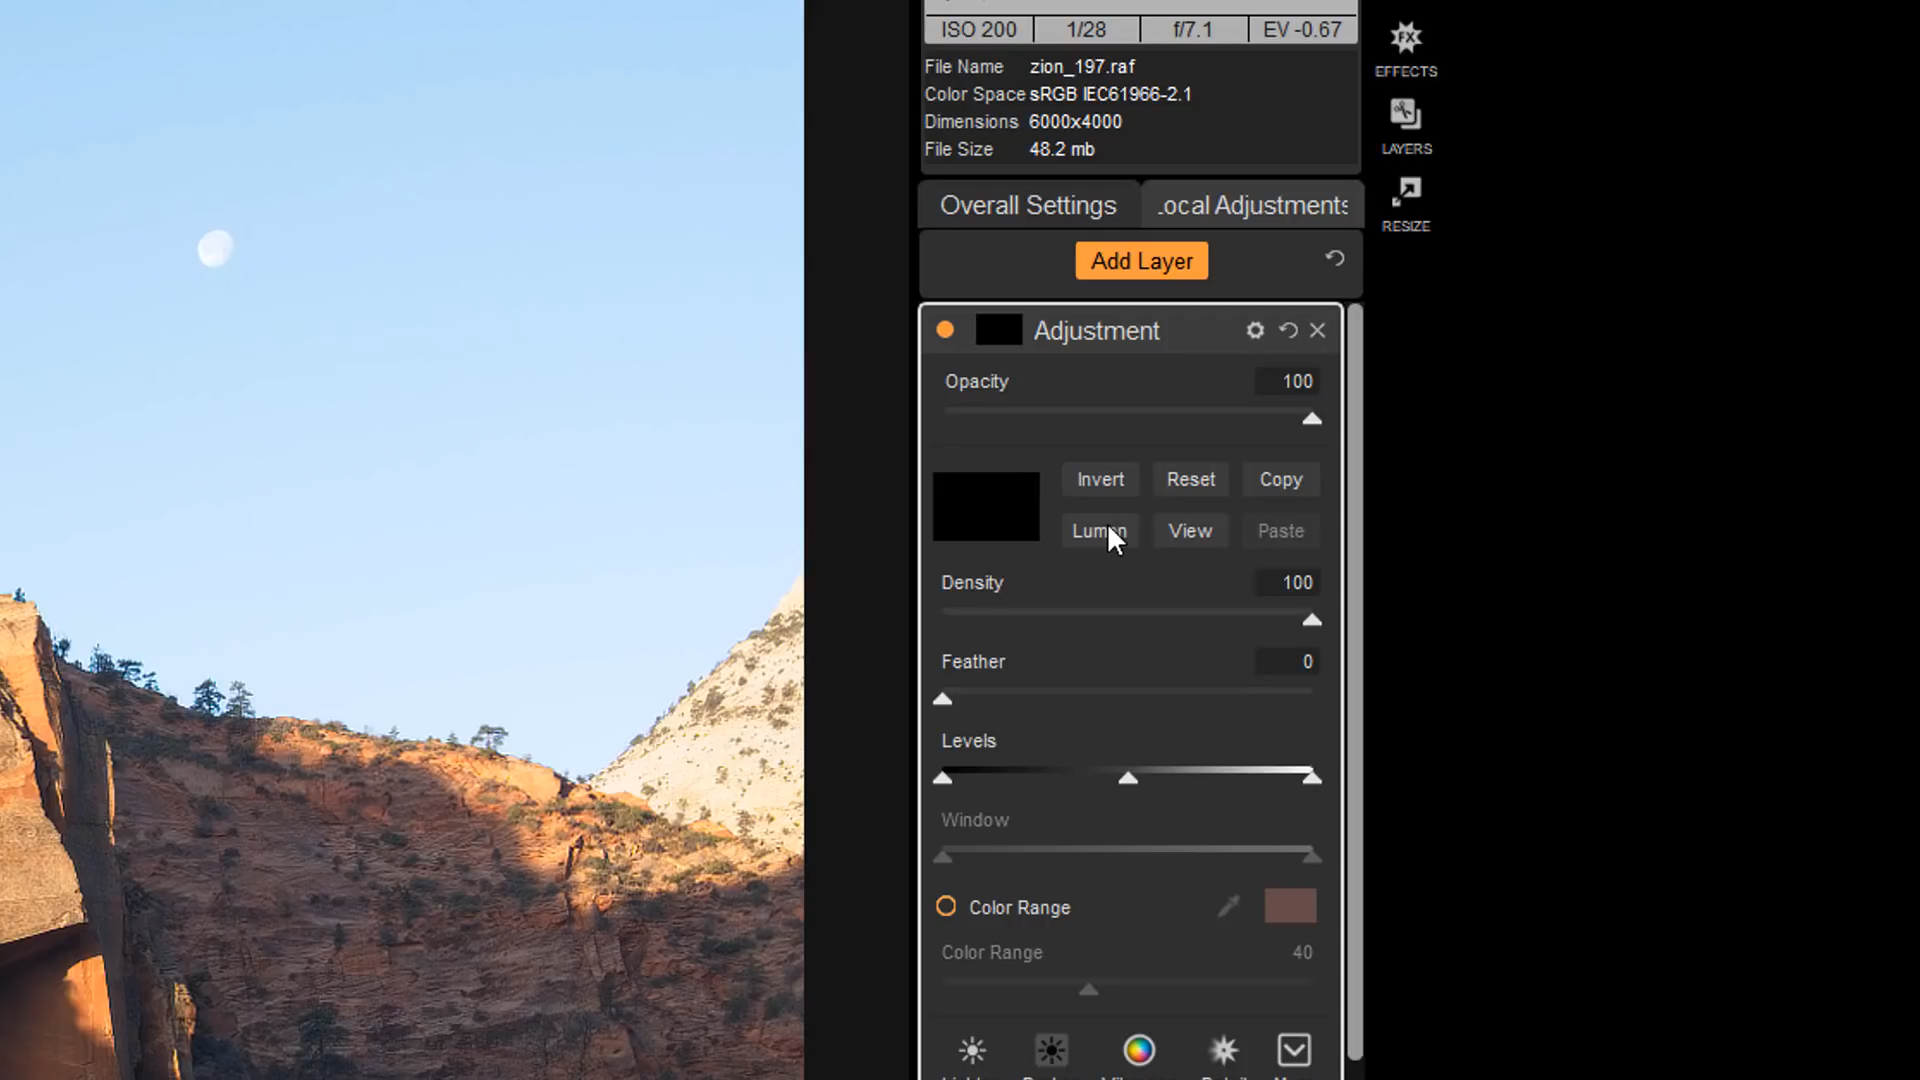 ISO 200 1/28 f/7.1 EV -0.67
File Name zion_197.raf
Color Space sRGB IEC61966-2.1
Dimensions 6000x4000
File Size 48.2 mb
FX
EFFECTS
LAYERS
RESIZE
Overall Settings ocal Adjustments
Add Layer
Adjustment
Opacity 100
Invert Reset Copy
Lumen View Paste
Density 100
Feather 0
Levels
Window
Color Range
Color Range 40